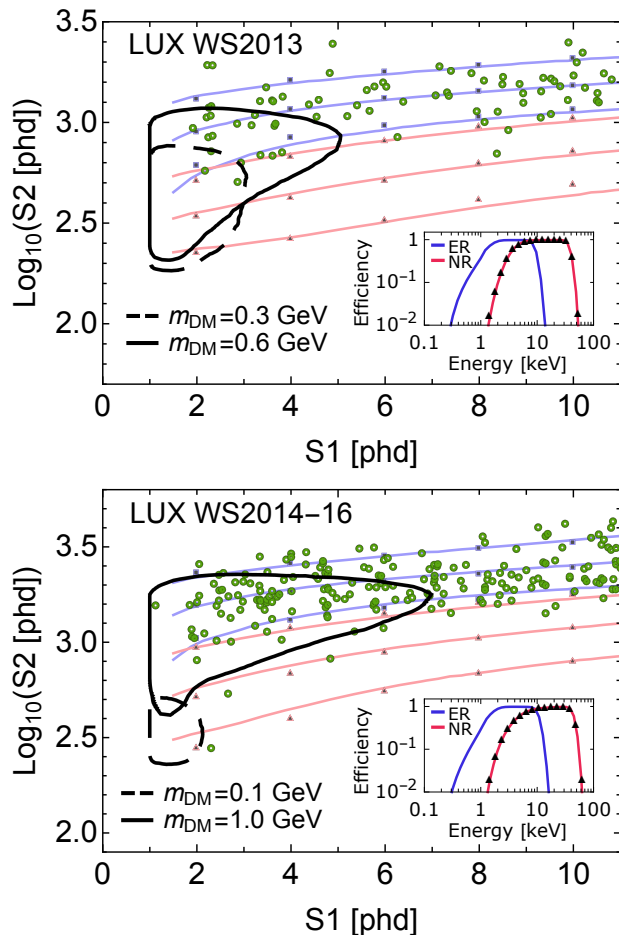 LUX WS2013
3.5
3.0
2.5
2.0
Log10(S2 [phd])
mDM=0.3 GeV
mDM=0.6 GeV
ER
NR
Efficiency
1
10−1
10−2
0.1 1 10 100
Energy [keV]
0 2 4 6 8 10
S1 [phd]
LUX WS2014−16
3.5
3.0
2.5
2.0
Log10(S2 [phd])
mDM=0.1 GeV
mDM=1.0 GeV
ER
NR
Efficiency
1
10−1
10−2
0.1 1 10 100
Energy [keV]
0 2 4 6 8 10
S1 [phd]